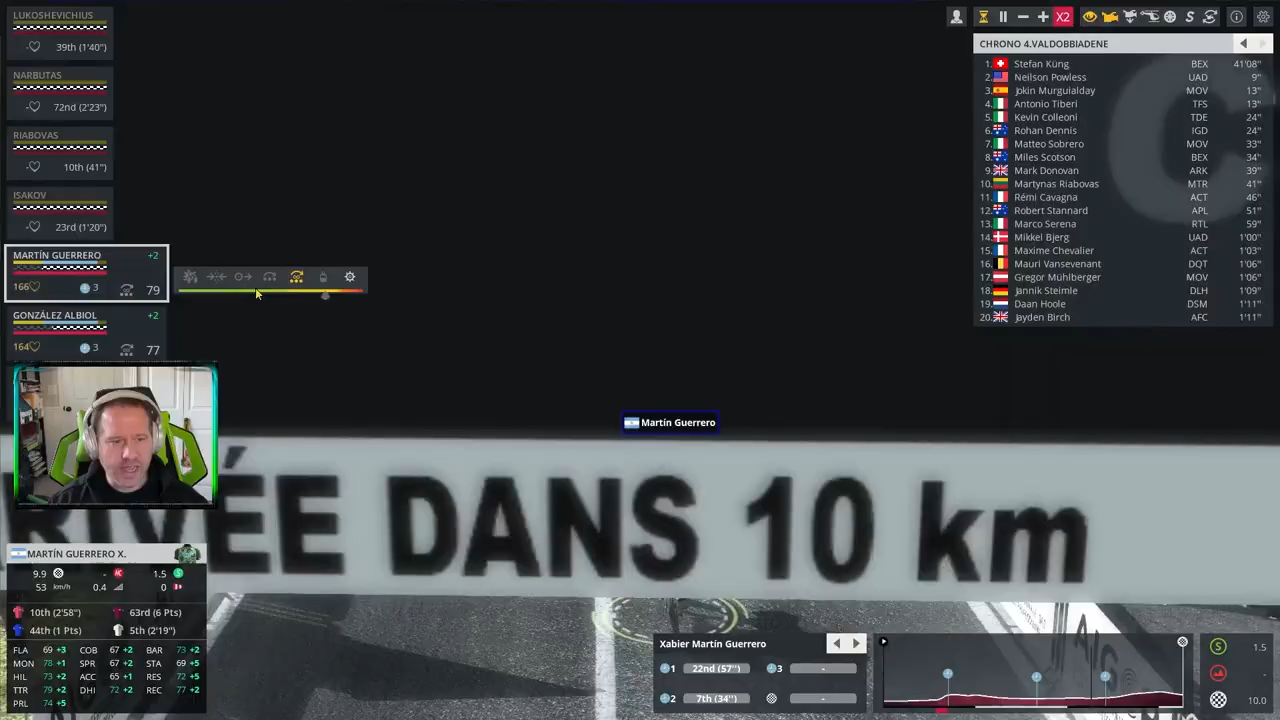 LUKOSHEVICHIUS
39th (1'40'')
NARBUTAS
72nd (2'23'')
RIABOVAS
10th (41'')
ISAKOV
23rd (1'20'')
MARTÍN GUERRERO +2
166 3 79
GONZÁLEZ ALBIOL +2
164 3 77
X2
CHRONO 4.VALDOBBIADENE
1. Stefan Küng BEX 41'08''
2. Neilson Powless UAD 9''
3. Jokin Murguialday MOV 13''
4. Antonio Tiberi TFS 13''
5. Kevin Colleoni TDE 24''
6. Rohan Dennis IGD 24''
7. Matteo Sobrero MOV 33''
8. Miles Scotson BEX 34''
9. Mark Donovan ARK 39''
10. Martynas Riabovas MTR 41''
11. Rémi Cavagna ACT 46''
12. Robert Stannard APL 51''
13. Marco Serena RTL 59''
14. Mikkel Bjerg UAD 1'00''
15. Maxime Chevalier ACT 1'03''
16. Mauri Vansevenant DQT 1'06''
17. Gregor Mühlberger MOV 1'06''
18. Jannik Steimle DLH 1'09''
19. Daan Hoole DSM 1'11''
20. Jayden Birch AFC 1'11''
Martín Guerrero
RIVÉE DANS 10 km
MARTÍN GUERRERO X.
9.9 - HC 1.5 S
53 km/h 0.4 0
10th (2'58'') 63rd (6 Pts)
44th (1 Pts) 5th (2'19'')
FLA 69 +3 COB 67 +2 BAR 73 +2
MON 78 +1 SPR 67 +2 STA 69 +5
HIL 73 +2 ACC 65 +1 RES 72 +5
TTR 79 +2 DHI 72 +2 REC 77 +2
PRL 74 +5
Xabier Martín Guerrero
1 22nd (57'') 3 -
2 7th (34'') -
S 1.5
-
10.0